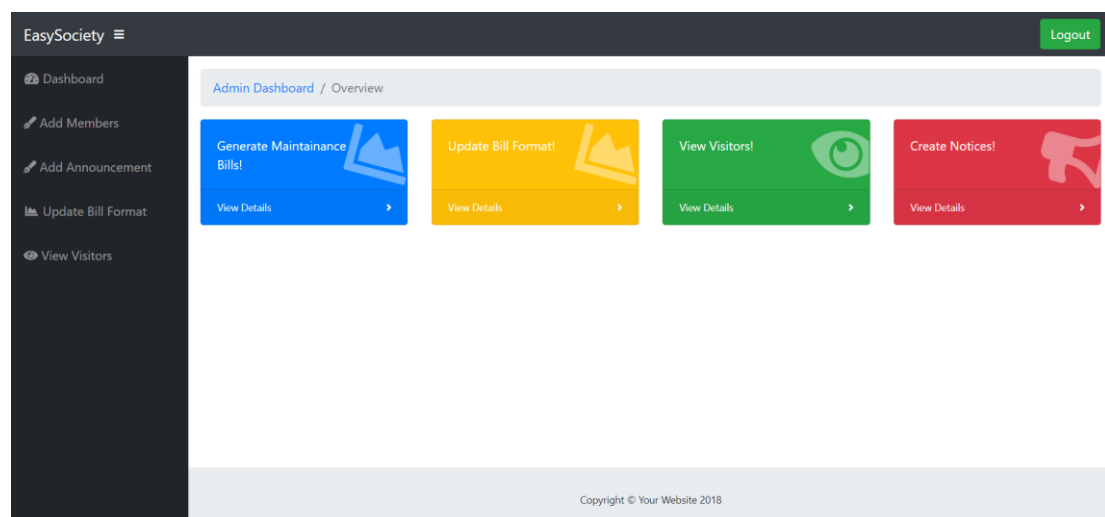 EasySociety
Logout
Dashboard
Add Members
Add Announcement
Update Bill Format
View Visitors
Admin Dashboard / Overview
Generate Maintainance
Bills!
View Details
Update Bill Format!
View Details
View Visitors!
View Details
Create Notices!
View Details
Copyright © Your Website 2018